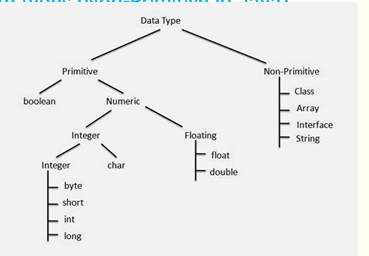 Data Type
Primitive
Non-Primitive
boolean
Numeric
Class
Array
Interface
String
Integer
Floating
Integer
char
float
double
byte
short
int
long